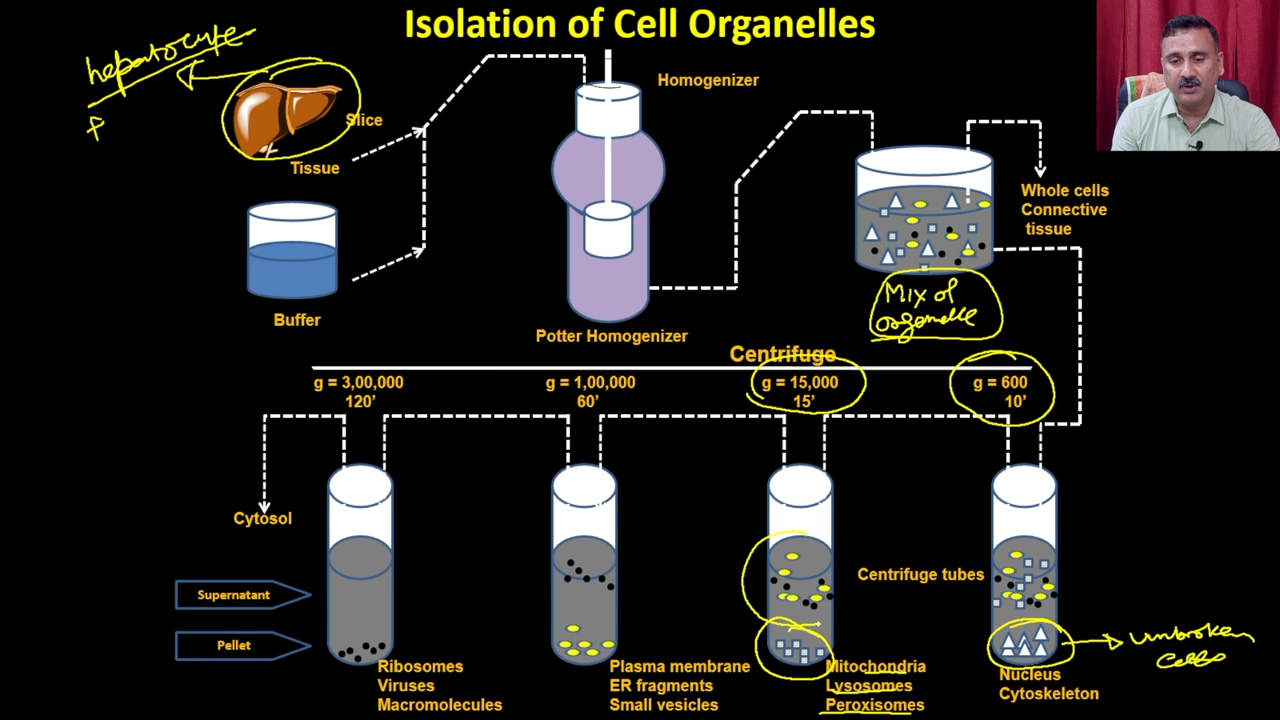 Isolation of Cell Organelles
hepatocyte
Slice
Tissue
Buffer
Homogenizer
Potter Homogenizer
Whole cells
Connective
tissue
Mix of
organelle
Centrifuge
g = 3,00,000
120’
g = 1,00,000
60’
g = 15,000
15’
g = 600
10’
Cytosol
Supernatant
Pellet
Centrifuge tubes
Ribosomes
Viruses
Macromolecules
Plasma membrane
ER fragments
Small vesicles
Mitochondria
Lysosomes
Peroxisomes
Nucleus
Cytoskeleton
Unbroken
Cells